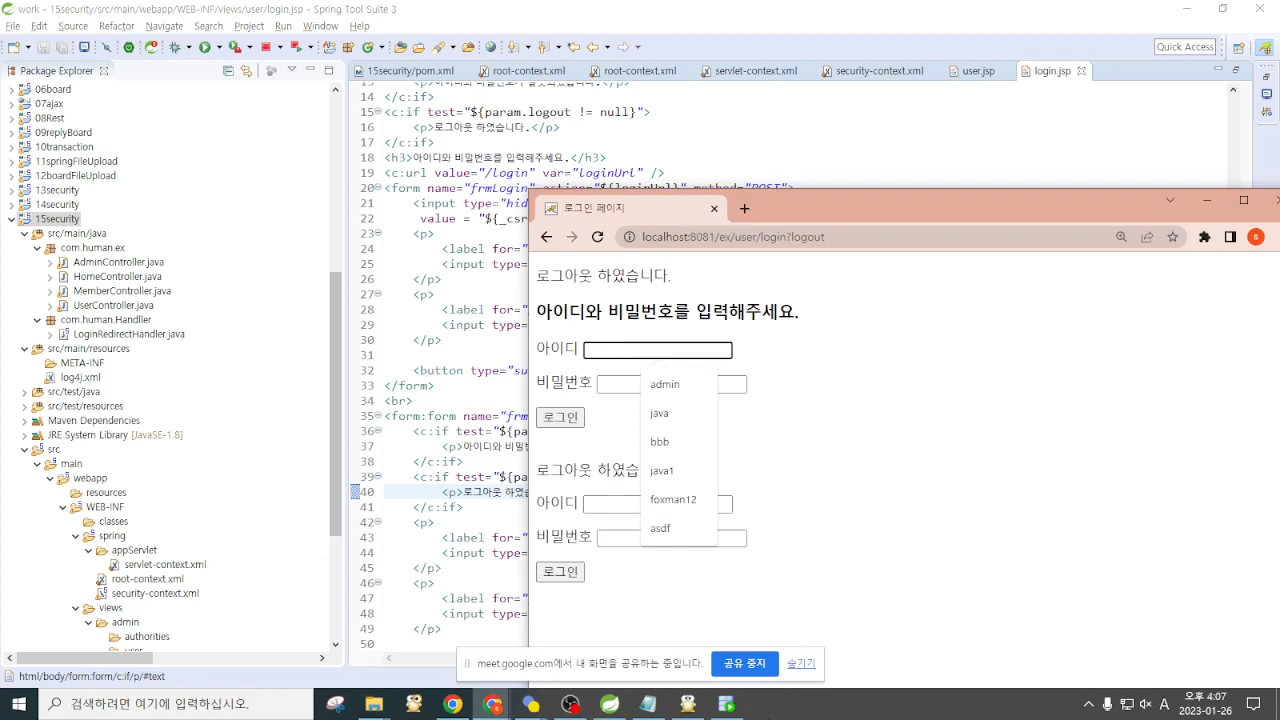 work - 15security/src/main/webapp/WEB-INF/views/user/login.jsp - Spring Tool Suite 3
File Edit Source Refactor Navigate Search Project Run Window Help
Quick Access
Package Explorer
15security/pom.xml root-context.xml root-context.xml servlet-context.xml security-context.xml user.jsp login.jsp
06board
07ajax
08Rest
09replyBoard
10transaction
11springFileUpload
12boardFileUpload
13security
14security
15security
src/main/java
com.human.ex
AdminController.java
HomeController.java
MemberController.java
UserController.java
com.human.Handller
LoginRedirectHandler.java
src/main/resources
META-INF
log4j.xml
src/test/java
src/test/resources
Maven Dependencies
JRE System Library [JavaSE-1.8]
src
main
webapp
resources
WEB-INF
classes
spring
appServlet
servlet-context.xml
root-context.xml
security-context.xml
views
admin
authorities
14 </c:if>
15 <c:if test="${param.logout != null}">
16 <p>로그아웃 하였습니다.</p>
17 </c:if>
18 <h3>아이디와 비밀번호를 입력해주세요.</h3>
19 <c:url value="/login" var="loginUrl" />
20 <form name="frmLogin" action="${loginUrl}" method="POST">
21 <input type="hid
22 value = "${_csr
23 <p>
24 <label for="
25 <input type=
26 </p>
27 <p>
28 <label for="
29 <input type=
30 </p>
31
32 <button type="su
33 </form>
34 <br>
35 <form:form name="frm
36 <c:if test="${pa
37 <p>아이디와 비밀번
38 </c:if>
39 <c:if test="${pa
40 <p>로그아웃 하였습
41 </c:if>
42 <p>
43 <label for="
44 <input type=
45 </p>
46 <p>
47 <label for="
48 <input type=
49 </p>
50
로그인 페이지
localhost:8081/ex/user/login?logout
S
로그아웃 하였습니다.
아이디와 비밀번호를 입력해주세요.
아이디
비밀번호
로그인
admin
java
bbb
java1
foxman12
asdf
로그아웃 하였습
아이디
비밀번호
로그인
meet.google.com에서 내 화면을 공유하는 중입니다. 공유 중지 숨기기
html/body/form:form/c:if/p/#text
검색하려면 여기에 입력하십시오.
A
오후 4:07
2023-01-26